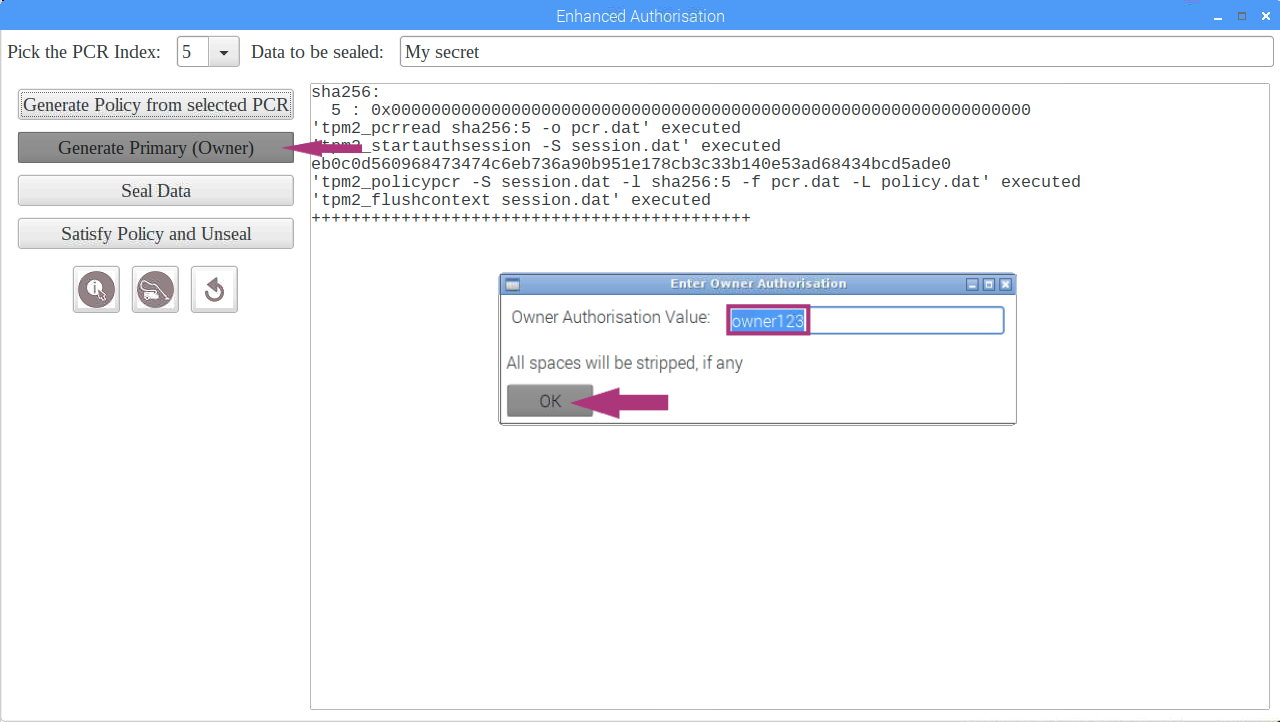 Enhanced Authorisation
Pick the PCR Index: 5 Data to be sealed: My secret
Generate Policy from selected PCR
Generate Primary (Owner)
Seal Data
Satisfy Policy and Unseal
sha256:
5 : 0x0000000000000000000000000000000000000000000000000000000000000000
'tpm2_pcrread sha256:5 -o pcr.dat' executed
'tpm2_startauthsession -S session.dat' executed
eb0c0d560968473474c6eb736a90b951e178cb3c33b140e53ad68434bcd5ade0
'tpm2_policypcr -S session.dat -l sha256:5 -f pcr.dat -L policy.dat' executed
'tpm2_flushcontext session.dat' executed
++++++++++++++++++++++++++++++++++++++++++++
Enter Owner Authorisation
Owner Authorisation Value: owner123
All spaces will be stripped, if any
OK